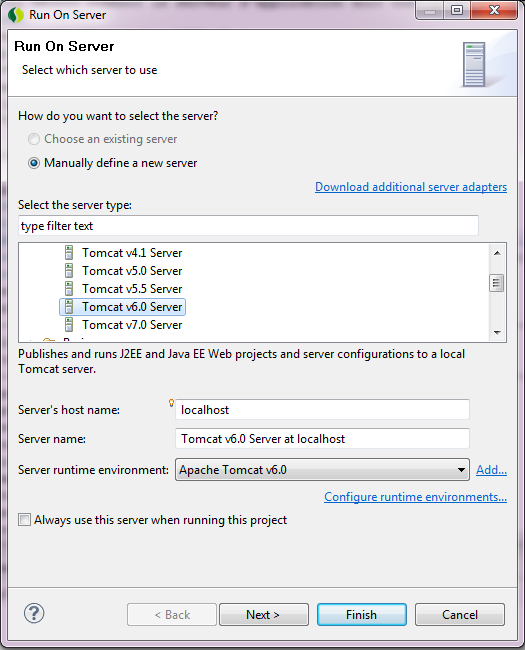 Run On Server
Run On Server
Select which server to use
How do you want to select the server?
Choose an existing server
Manually define a new server
Download additional server adapters
Select the server type:
type filter text
Tomcat v4.1 Server
Tomcat v5.0 Server
Tomcat v5.5 Server
Tomcat v6.0 Server
Tomcat v7.0 Server
Publishes and runs J2EE and Java EE Web projects and server configurations to a local
Tomcat server.
Server's host name: localhost
Server name: Tomcat v6.0 Server at localhost
Server runtime environment: Apache Tomcat v6.0 Add...
Configure runtime environments...
Always use this server when running this project
? < Back Next > Finish Cancel